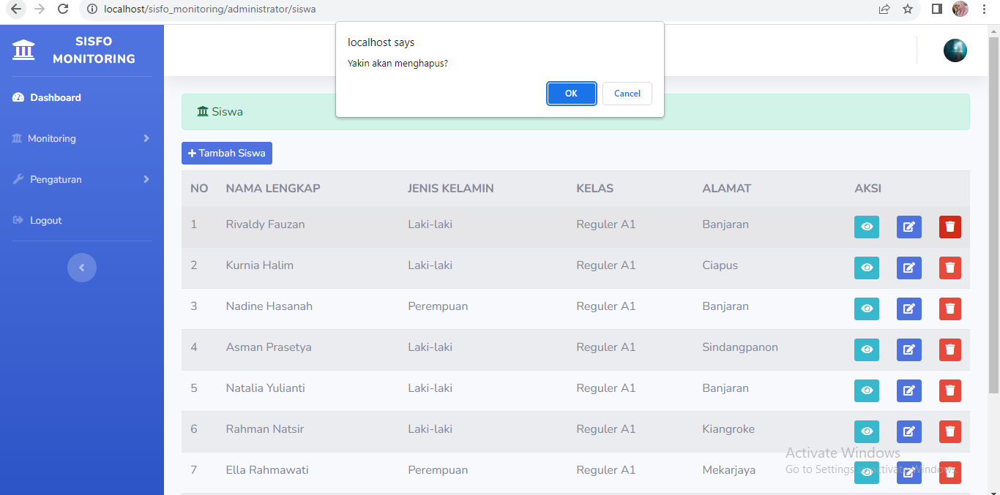 localhost/sisfo_monitoring/administrator/siswa
SISFO
MONITORING
Dashboard
Monitoring
Pengaturan
Logout
localhost says
Yakin akan menghapus?
OK Cancel
Siswa
+ Tambah Siswa
NO NAMA LENGKAP JENIS KELAMIN KELAS ALAMAT AKSI
1 Rivaldy Fauzan Laki-laki Reguler A1 Banjaran
2 Kurnia Halim Laki-laki Reguler A1 Ciapus
3 Nadine Hasanah Perempuan Reguler A1 Banjaran
4 Asman Prasetya Laki-laki Reguler A1 Sindangpanon
5 Natalia Yulianti Laki-laki Reguler A1 Banjaran
6 Rahman Natsir Laki-laki Reguler A1 Kiangroke
7 Ella Rahmawati Perempuan Reguler A1 Mekarjaya
Activate Windows
Go to Settings to activate Windows.